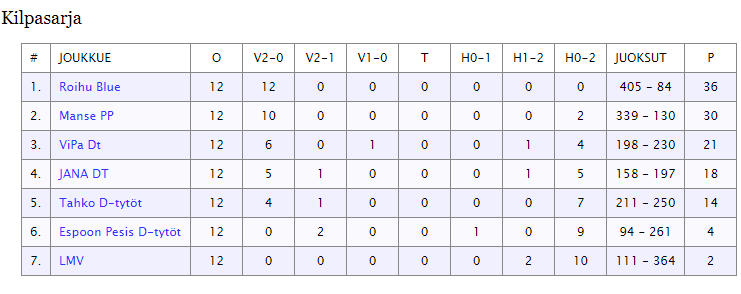 Kilpasarja
# JOUKKUE O V2-0 V2-1 V1-0 T H0-1 H1-2 H0-2 JUOKSUT P
1. Roihu Blue 12 12 0 0 0 0 0 0 405 - 84 36
2. Manse PP 12 10 0 0 0 0 0 2 339 - 130 30
3. ViPa Dt 12 6 0 1 0 0 1 4 198 - 230 21
4. JANA DT 12 5 1 0 0 0 1 5 158 - 197 18
5. Tahko D-tytöt 12 4 1 0 0 0 0 7 211 - 250 14
6. Espoon Pesis D-tytöt 12 0 2 0 0 1 0 9 94 - 261 4
7. LMV 12 0 0 0 0 0 2 10 111 - 364 2